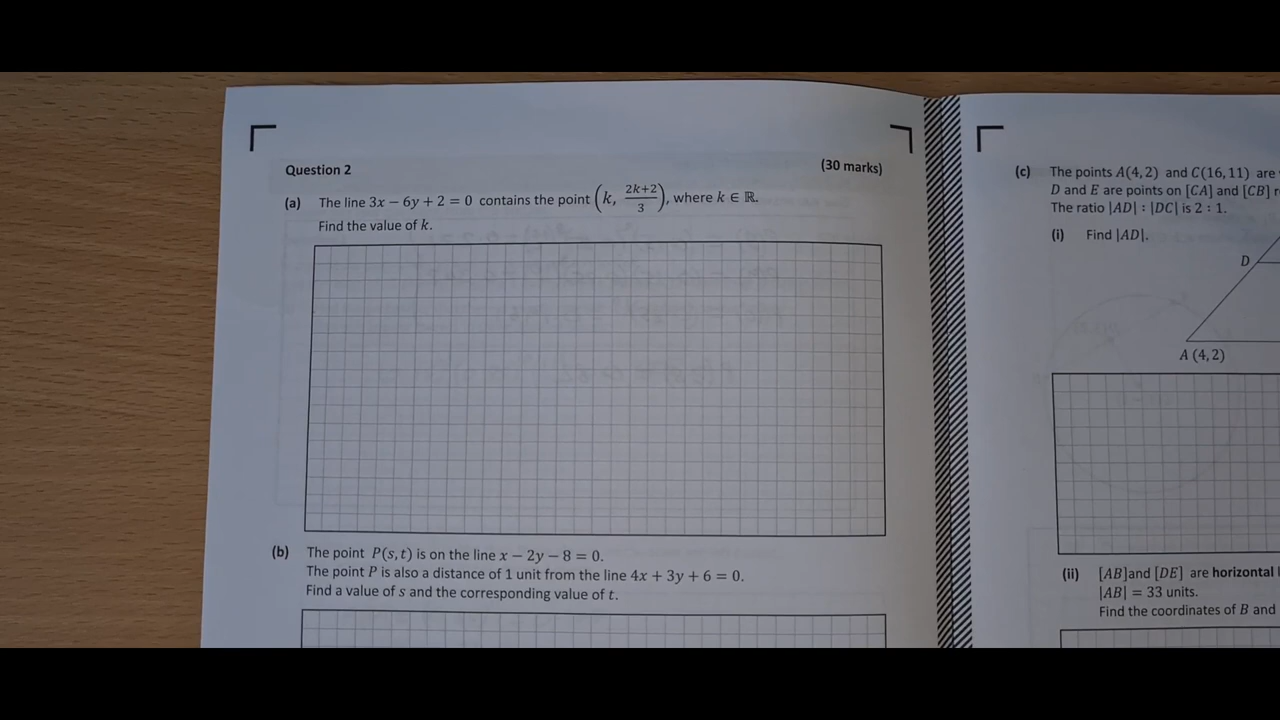 Question 2
(30 marks)
(a) The line 3x − 6y + 2 = 0 contains the point (k, 2k+2/3), where k ∈ ℝ.
Find the value of k.
(b) The point P(s, t) is on the line x − 2y − 8 = 0.
The point P is also a distance of 1 unit from the line 4x + 3y + 6 = 0.
Find a value of s and the corresponding value of t.
(c) The points A(4, 2) and C(16, 11) are
D and E are points on [CA] and [CB]
The ratio |AD| : |DC| is 2 : 1.
(i) Find |AD|.
D
A (4, 2)
(ii) [AB]and [DE] are horizontal
|AB| = 33 units.
Find the coordinates of B and